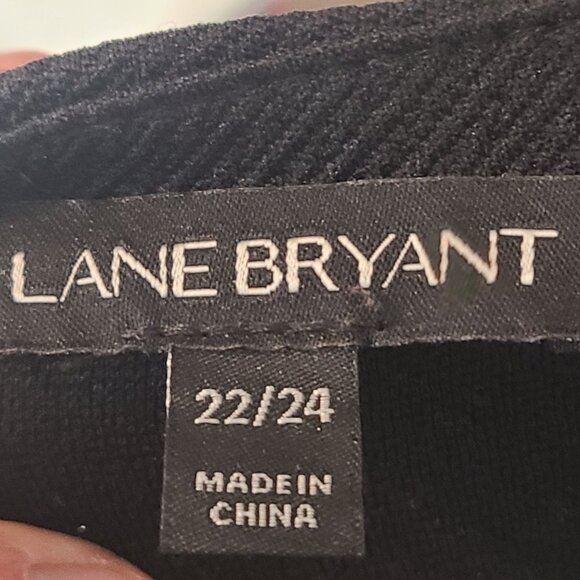 LANE BRYANT
22/24
MADE IN
CHINA